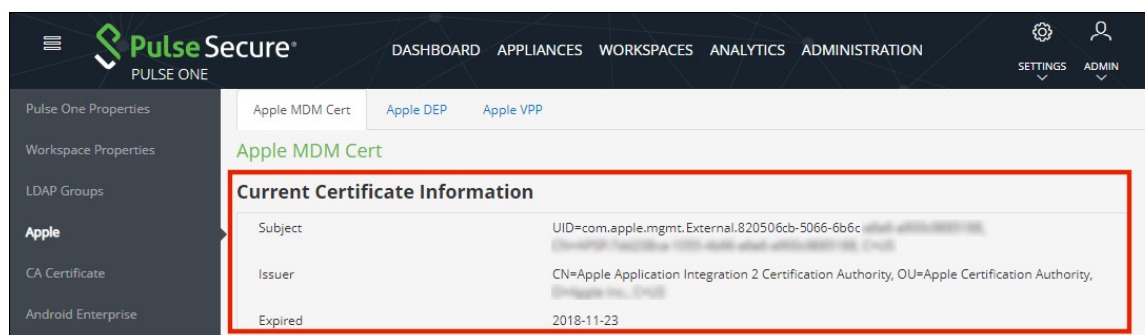 Pulse Secure®
PULSE ONE
DASHBOARD APPLIANCES WORKSPACES ANALYTICS ADMINISTRATION
SETTINGS ADMIN
Pulse One Properties
Workspace Properties
LDAP Groups
Apple
CA Certificate
Android Enterprise
Apple MDM Cert Apple DEP Apple VPP
Apple MDM Cert
Current Certificate Information
Subject UID=com.apple.mgmt.External.820506cb-5066-6b6c
Issuer CN=Apple Application Integration 2 Certification Authority, OU=Apple Certification Authority,
Expired 2018-11-23